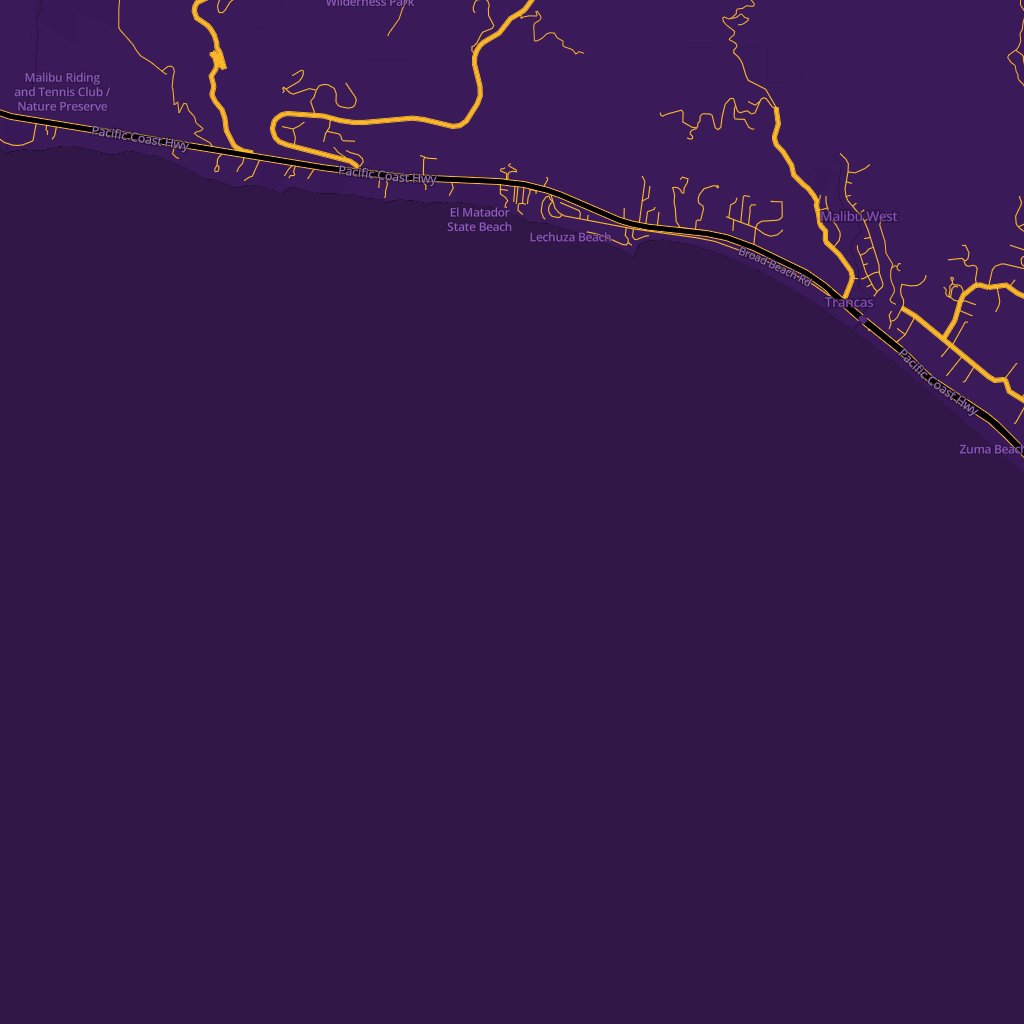 Wilderness Park
Malibu Riding
and Tennis Club /
Nature Preserve
Pacific Coast Hwy
Pacific Coast Hwy
El Matador
State Beach
Lechuza Beach
Malibu West
Broad Beach Rd
Trancas
Pacific Coast Hwy
Zuma Beach